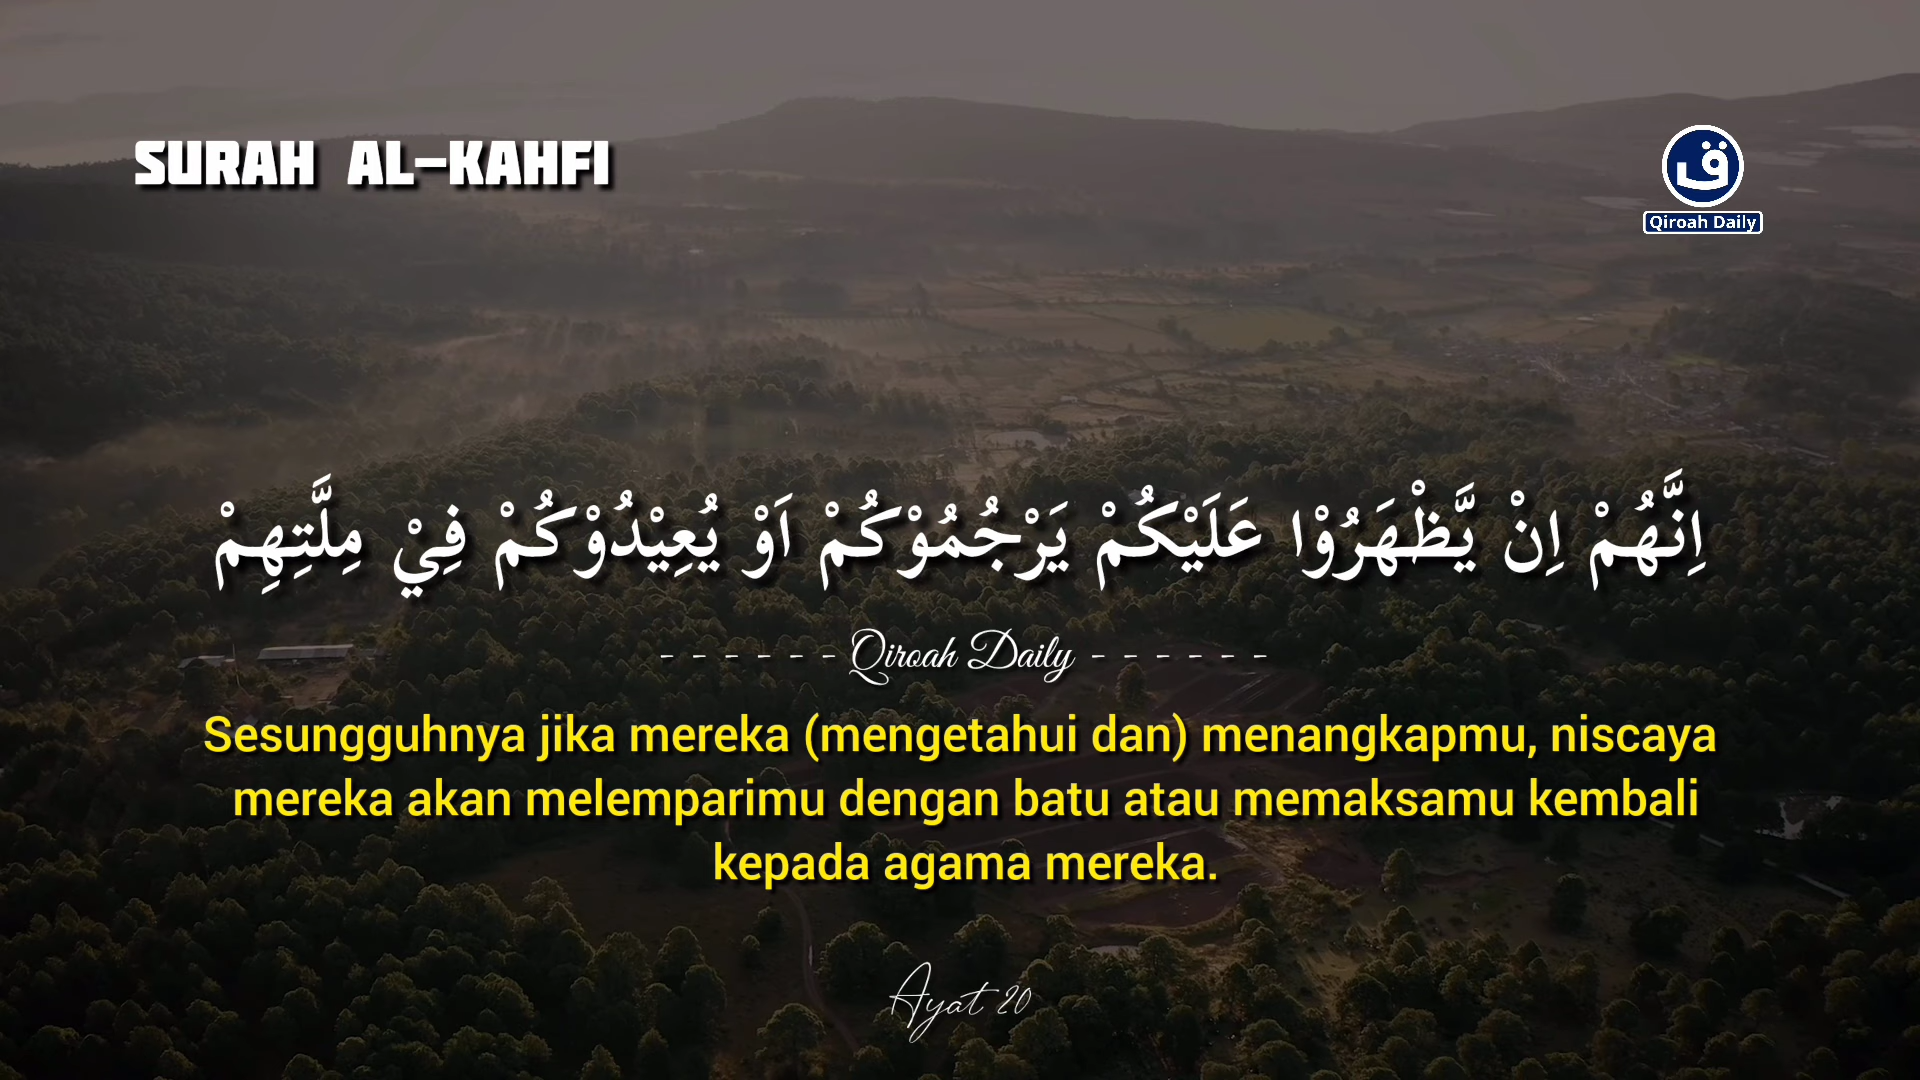 SURAH AL-KAHFI
ق
Qiroah Daily
اِنَّهُمْ اِنْ يَّظْهَرُوْا عَلَيْكُمْ يَرْجُمُوْكُمْ اَوْ يُعِيْدُوْكُمْ فِيْ مِلَّتِهِمْ
- - - - - - Qiroah Daily - - - - - -
Sesungguhnya jika mereka (mengetahui dan) menangkapmu, niscaya
mereka akan melemparimu dengan batu atau memaksamu kembali
kepada agama mereka.
Ayat 20